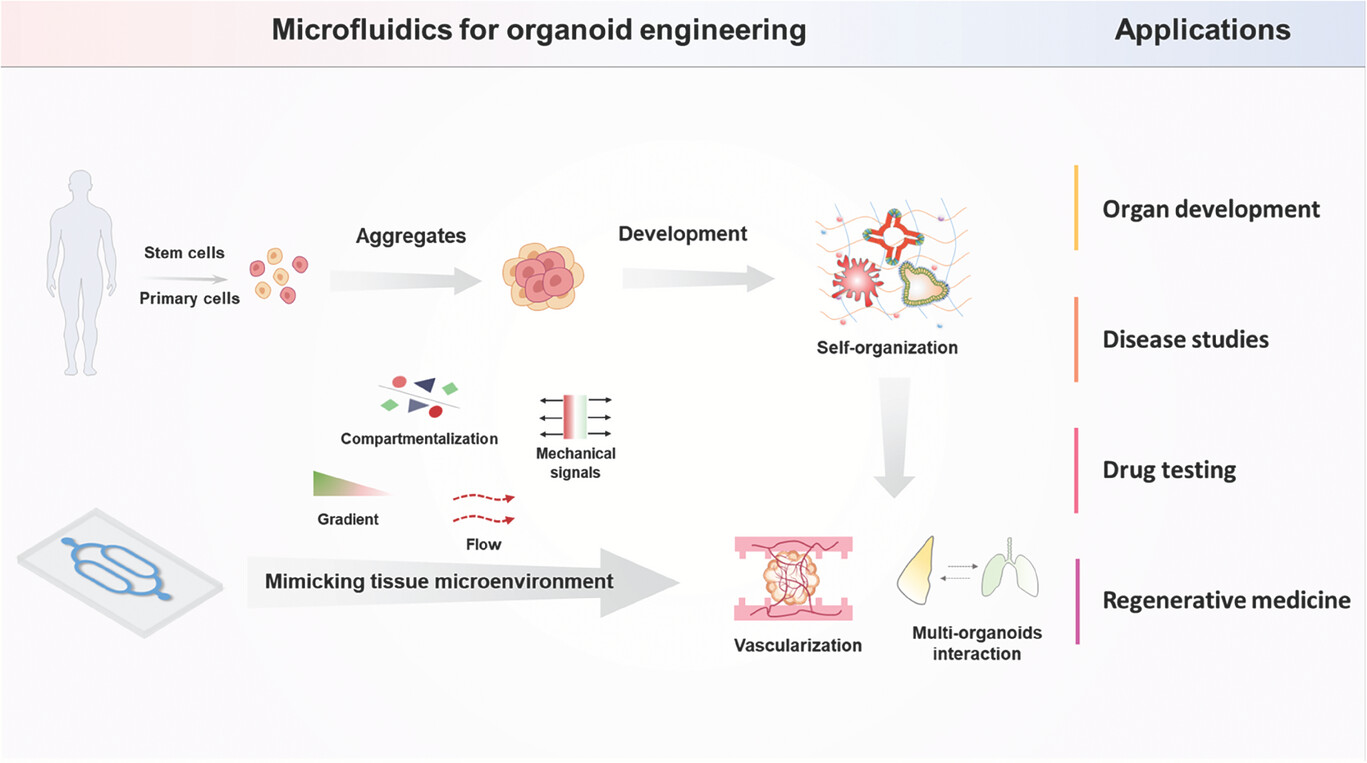 Microfluidics for organoid engineering
Applications
Stem cells
Primary cells
Aggregates
Development
Self-organization
Compartmentalization
Mechanical
signals
Gradient
Flow
Mimicking tissue microenvironment
Vascularization
Multi-organoids
interaction
Organ development
Disease studies
Drug testing
Regenerative medicine